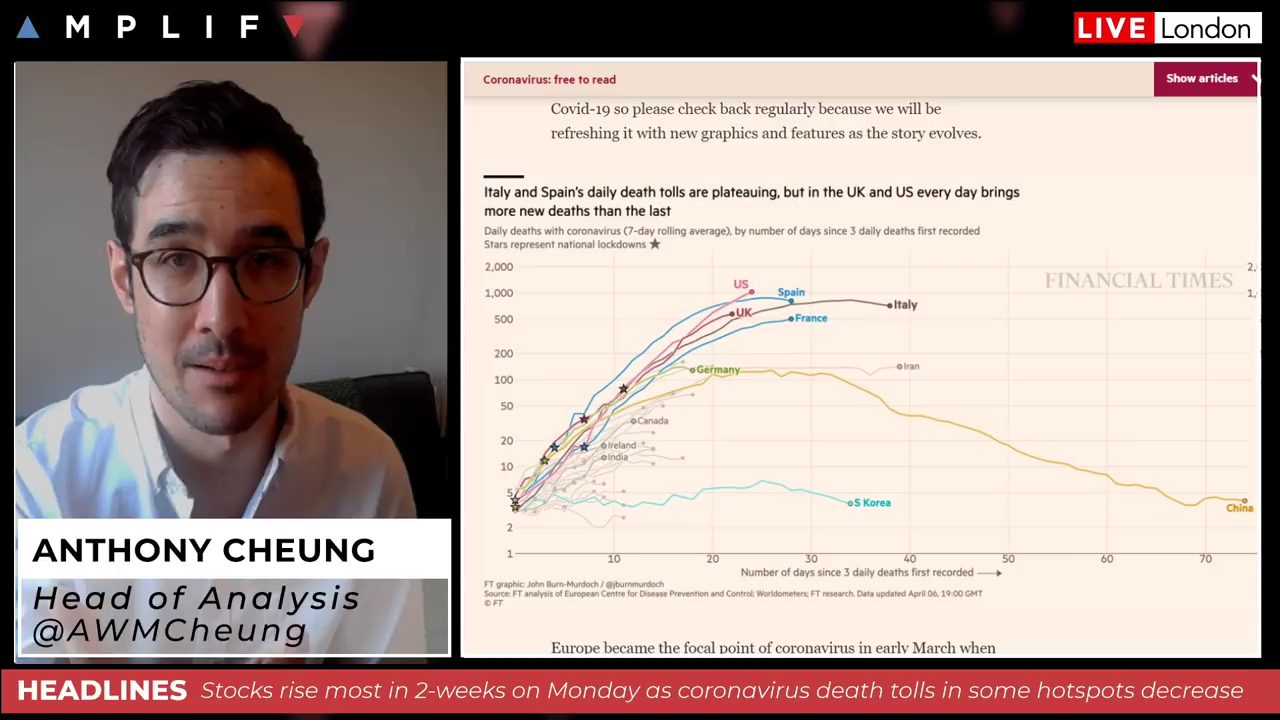 AMPLIFY
LIVE London
Coronavirus: free to read
Show articles
Covid-19 so please check back regularly because we will be
refreshing it with new graphics and features as the story evolves.
Italy and Spain's daily death tolls are plateauing, but in the UK and US every day brings
more new deaths than the last
Daily deaths with coronavirus (7-day rolling average), by number of days since 3 daily deaths first recorded
Stars represent national lockdowns ★
FINANCIAL TIMES
2,000
2,
1,000
1,
500
200
100
50
20
10
5
2
1
US
Spain
Italy
UK
France
Germany
Iran
Canada
Ireland
India
S Korea
China
10 20 30 40 50 60 70
Number of days since 3 daily deaths first recorded
FT graphic: John Burn-Murdoch / @jburnmurdoch
Source: FT analysis of European Centre for Disease Prevention and Control; Worldometers; FT research. Data updated April 06, 19:00 GMT
© FT
Europe became the focal point of coronavirus in early March when
ANTHONY CHEUNG
Head of Analysis
@AWMCheung
HEADLINES Stocks rise most in 2-weeks on Monday as coronavirus death tolls in some hotspots decrease